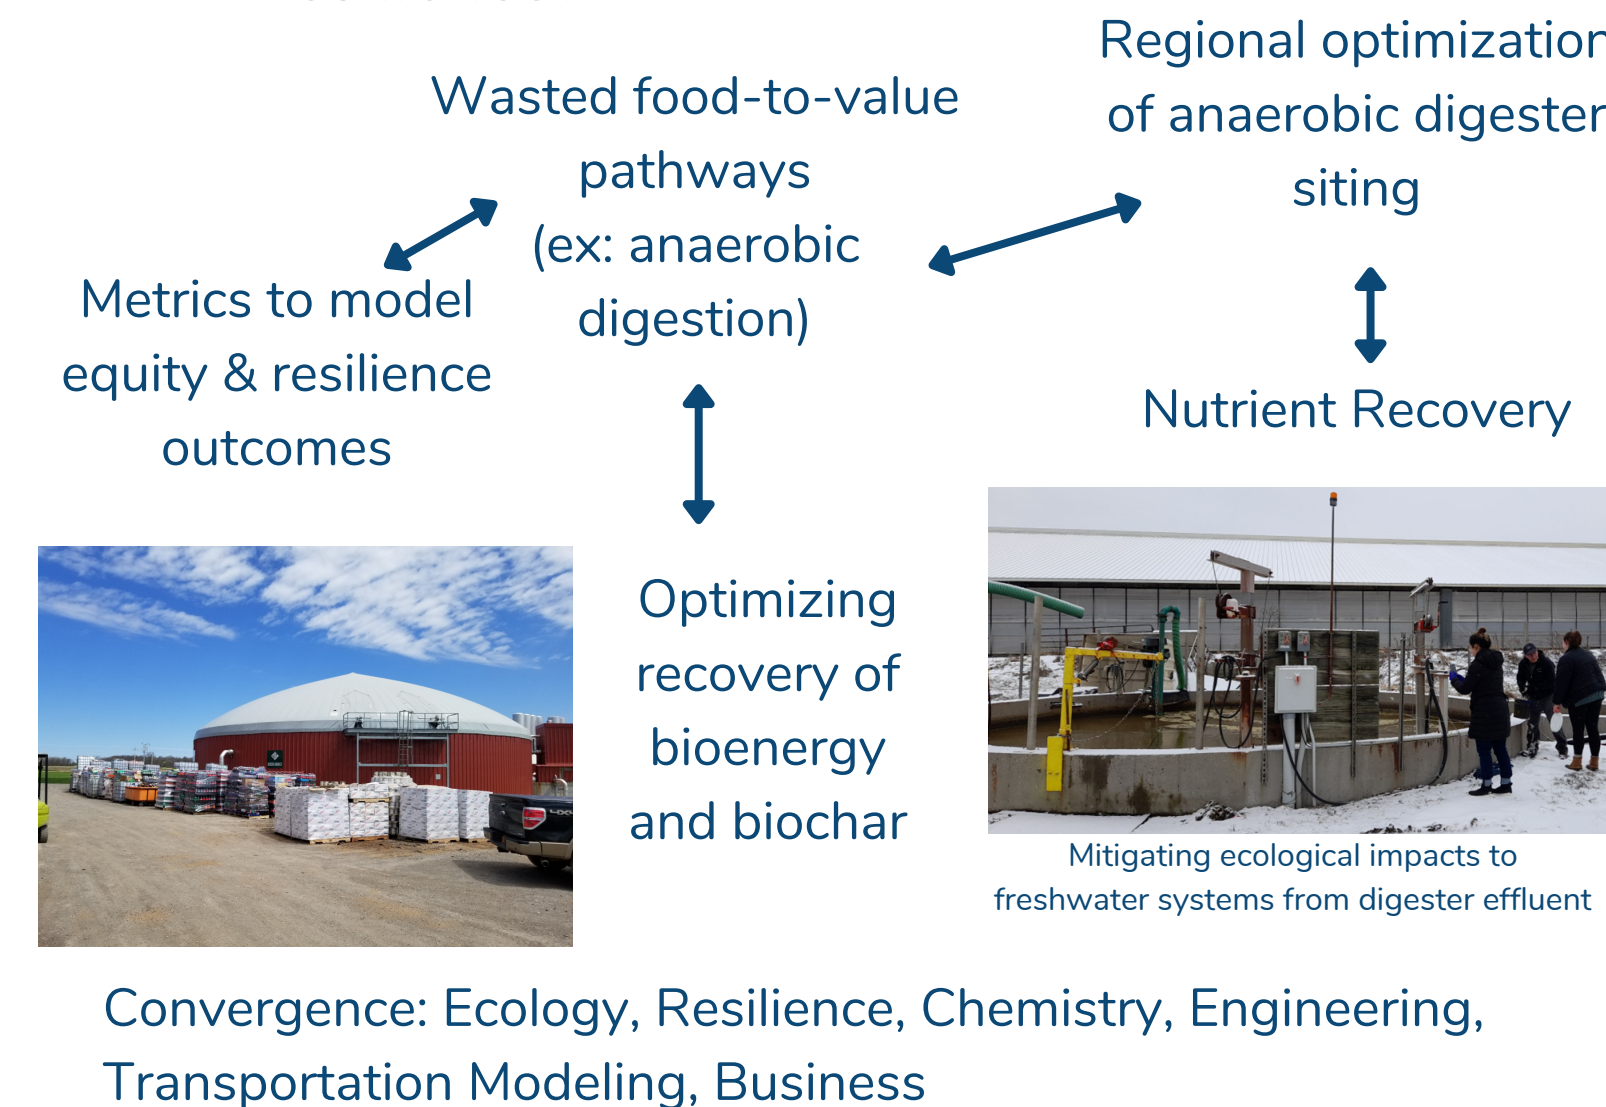 Regional optimization
of anaerobic digester
siting
Wasted food-to-value
pathways
(ex: anaerobic
digestion)
Metrics to model
equity & resilience
outcomes
Nutrient Recovery
Optimizing
recovery of
bioenergy
and biochar
Mitigating ecological impacts to
freshwater systems from digester effluent
Convergence: Ecology, Resilience, Chemistry, Engineering,
Transportation Modeling, Business